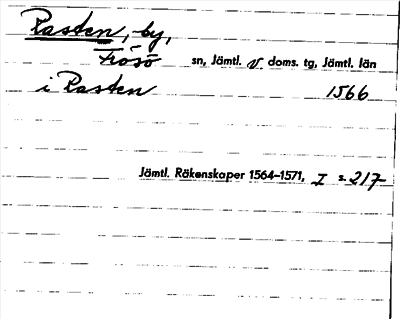 Rasten, by,
Frösö sn, Jämtl. v. doms. tg, Jämtl. län
i Rasten 1566
Jämtl. Räkenskaper 1564-1571, I s. 217